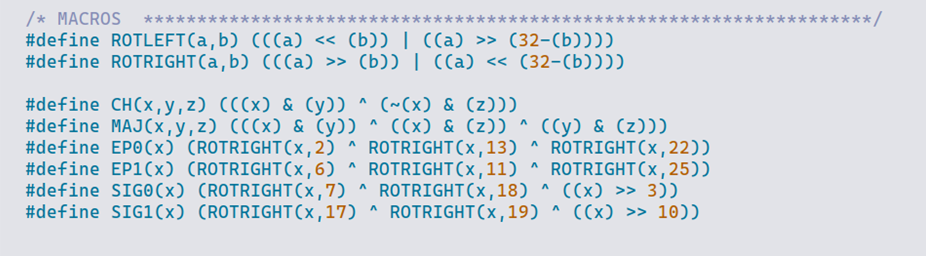 /* MACROS ********************************************************************/
#define ROTLEFT(a,b) (((a) << (b)) | ((a) >> (32-(b))))
#define ROTRIGHT(a,b) (((a) >> (b)) | ((a) << (32-(b))))
#define CH(x,y,z) (((x) & (y)) ^ (~(x) & (z)))
#define MAJ(x,y,z) (((x) & (y)) ^ ((x) & (z)) ^ ((y) & (z)))
#define EP0(x) (ROTRIGHT(x,2) ^ ROTRIGHT(x,13) ^ ROTRIGHT(x,22))
#define EP1(x) (ROTRIGHT(x,6) ^ ROTRIGHT(x,11) ^ ROTRIGHT(x,25))
#define SIG0(x) (ROTRIGHT(x,7) ^ ROTRIGHT(x,18) ^ ((x) >> 3))
#define SIG1(x) (ROTRIGHT(x,17) ^ ROTRIGHT(x,19) ^ ((x) >> 10))